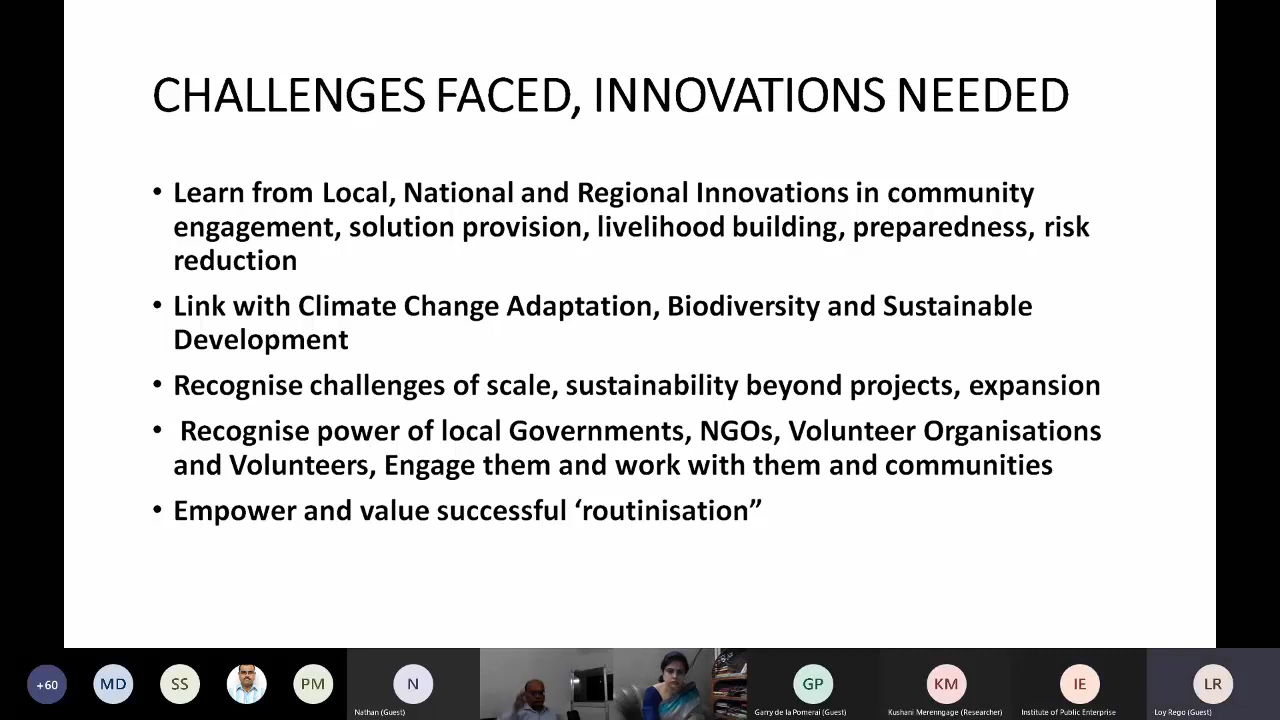 CHALLENGES FACED, INNOVATIONS NEEDED
• Learn from Local, National and Regional Innovations in community
engagement, solution provision, livelihood building, preparedness, risk
reduction
• Link with Climate Change Adaptation, Biodiversity and Sustainable
Development
• Recognise challenges of scale, sustainability beyond projects, expansion
• Recognise power of local Governments, NGOs, Volunteer Organisations
and Volunteers, Engage them and work with them and communities
• Empower and value successful ‘routinisation”
+60 MD SS PM N GP KM IE LR
Nathan (Guest) Garry de la Pomerai (Guest) Kushani Merenngage (Researcher) Institute of Public Enterprise Loy Rego (Guest)